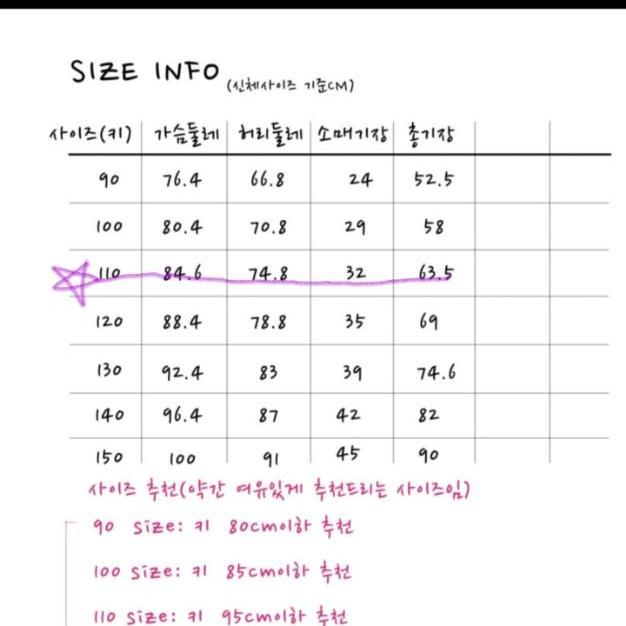 SIZE INFO
(신체사이즈 기준CM)
사이즈(키) 가슴둘레 허리둘레 소매기장 총기장
90 76.4 66.8 24 52.5
100 80.4 70.8 29 58
110 84.6 74.8 32 63.5
120 88.4 78.8 35 69
130 92.4 83 39 74.6
140 96.4 87 42 82
150 100 91 45 90
사이즈 추천(약간 여유있게 추천드리는 사이즈임)
90 size: 키 80cm이하 추천
100 size: 키 85cm이하 추천
110 size: 키 95cm이하 추천